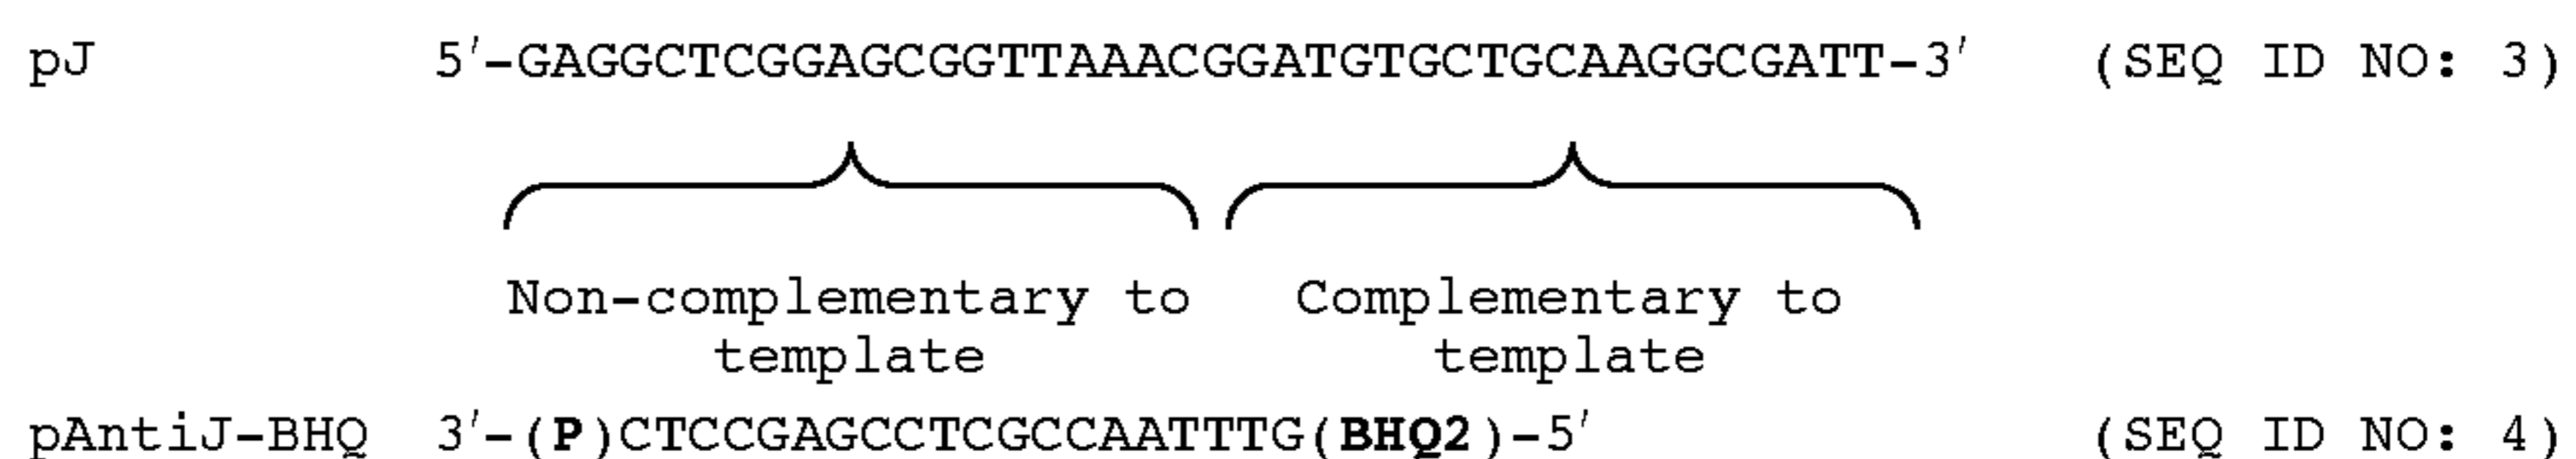 pJ 5′-GAGGCTCGGAGCGGTTAAACGGATGTGCTGCAAGGCGATT-3′ (SEQ ID NO: 3)
Non-complementary to template
Complementary to template
pAntiJ-BHQ 3′-(P)CTCCGAGCCTCGCCAATTTG(BHQ2)-5′ (SEQ ID NO: 4)